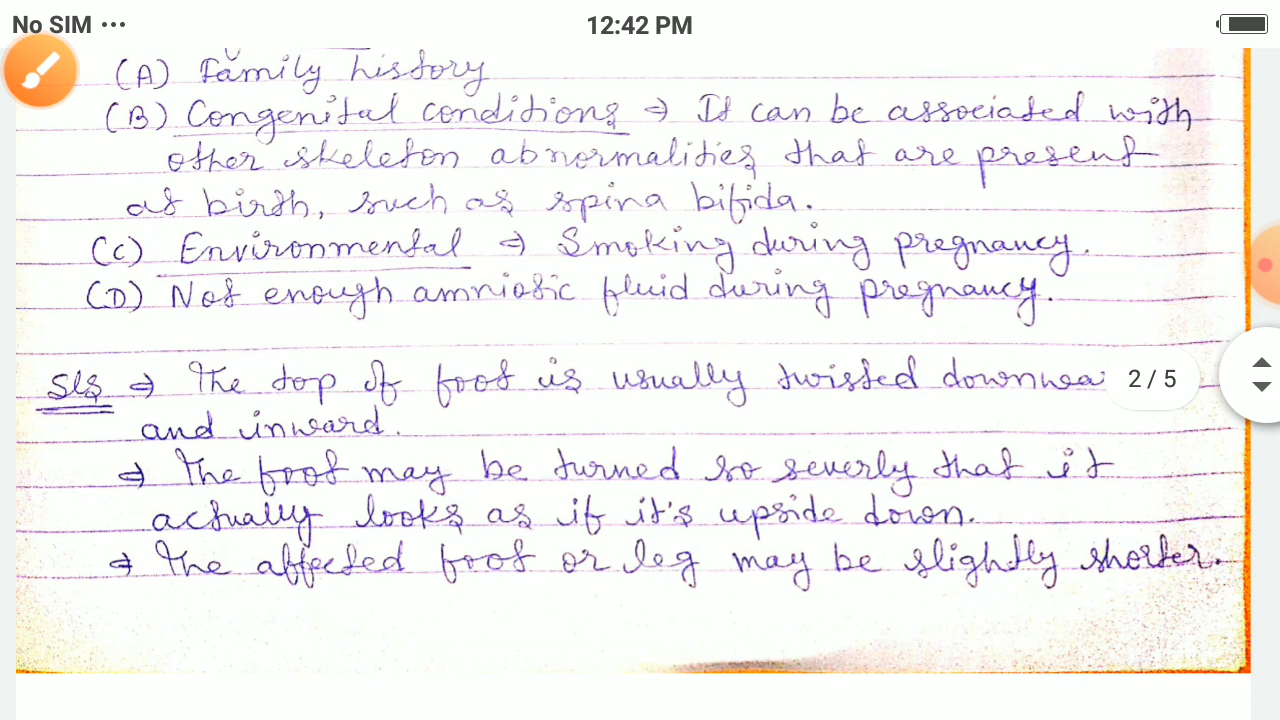 No SIM ...
12:42 PM
(A) Family history
(B) Congenital conditions ⇒ It can be associated with
other skeleton abnormalities that are present
at birth, such as spina bifida.
(C) Environmental ⇒ Smoking during pregnancy.
(D) Not enough amniotic fluid during pregnancy.
S/S ⇒ The top of foot is usually twisted
2 / 5
and inward.
⇒ The foot may be turned so severly that it
actually looks as if it's upside down.
⇒ The affected foot or leg may be slightly shorter.